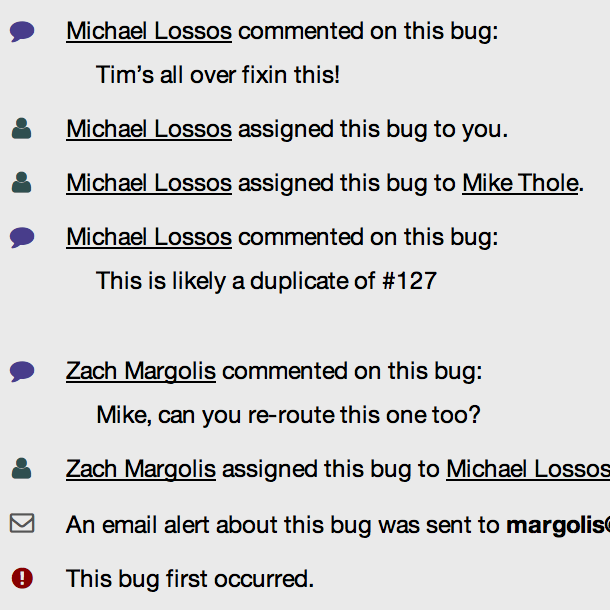 Michael Lossos commented on this bug:
Tim’s all over fixin this!
Michael Lossos assigned this bug to you.
Michael Lossos assigned this bug to Mike Thole.
Michael Lossos commented on this bug:
This is likely a duplicate of #127
Zach Margolis commented on this bug:
Mike, can you re-route this one too?
Zach Margolis assigned this bug to Michael Lossos
An email alert about this bug was sent to margolis@
This bug first occurred.